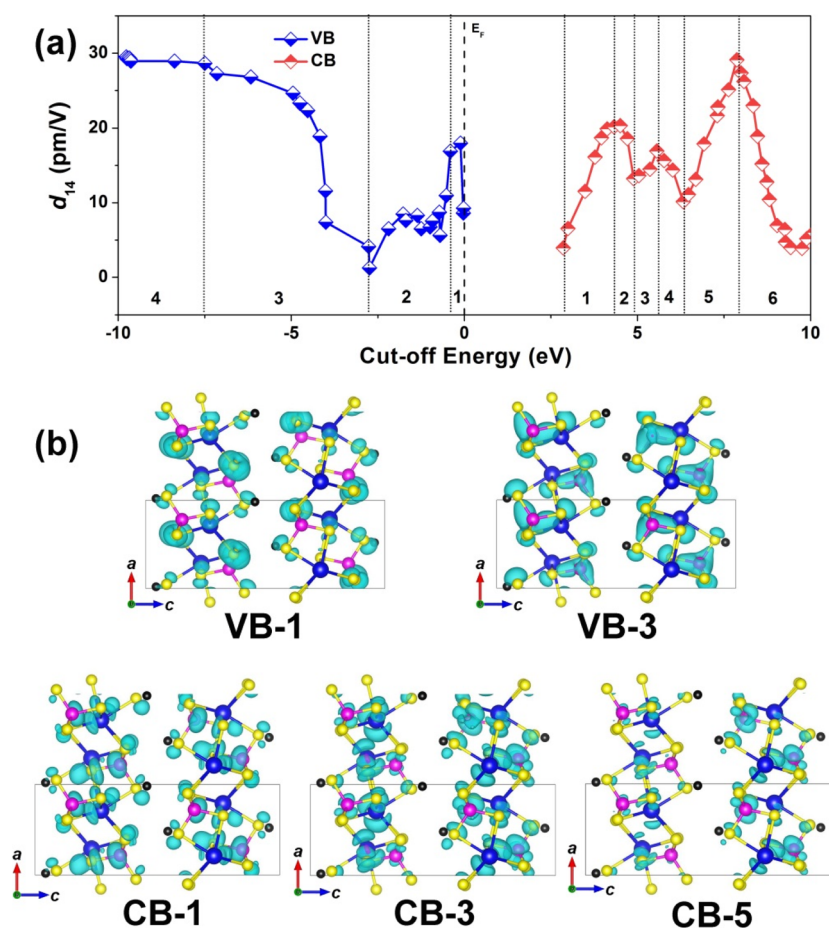 (a)
VB
CB
E_F
d14 (pm/V)
30
20
10
0
4 3 2 1 1 2 3 4 5 6
-10 -5 0 5 10
Cut-off Energy (eV)
(b)
a c
a c
VB-1 VB-3
a c
a c
a c
CB-1 CB-3 CB-5